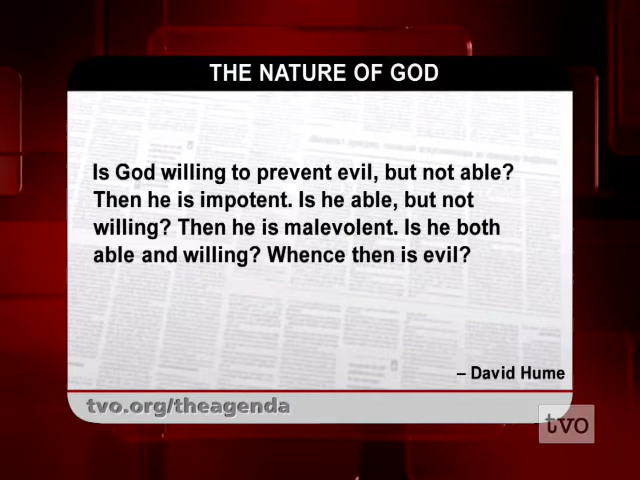 THE NATURE OF GOD
Is God willing to prevent evil, but not able?
Then he is impotent. Is he able, but not
willing? Then he is malevolent. Is he both
able and willing? Whence then is evil?
– David Hume
tvo.org/theagenda
tvo